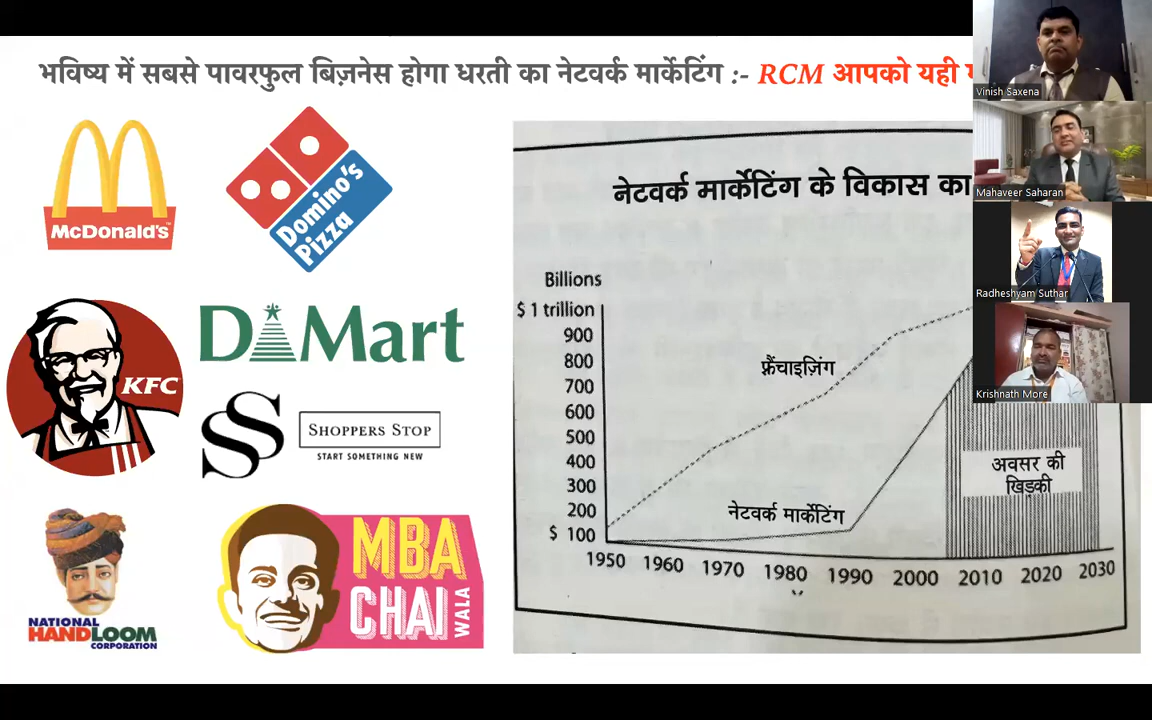 भविष्य में सबसे पावरफुल बिज़नेस होगा धरती का नेटवर्क मार्केटिंग :- RCM आपको यही
McDonald's
Domino's
Pizza
KFC
D Mart
SHOPPERS STOP
START SOMETHING NEW
NATIONAL
HANDLOOM
CORPORATION
MBA
CHAI
WALA
नेटवर्क मार्केटिंग के विकास का
Billions
$ 1 trillion
900
800
700
600
500
400
300
200
$ 100
फ्रैंचाइज़िंग
नेटवर्क मार्केटिंग
अवसर की
खिड़की
1950 1960 1970 1980 1990 2000 2010 2020 2030
Vinish Saxena
Mahaveer Saharan
Radheshyam Suthar
Krishnath More